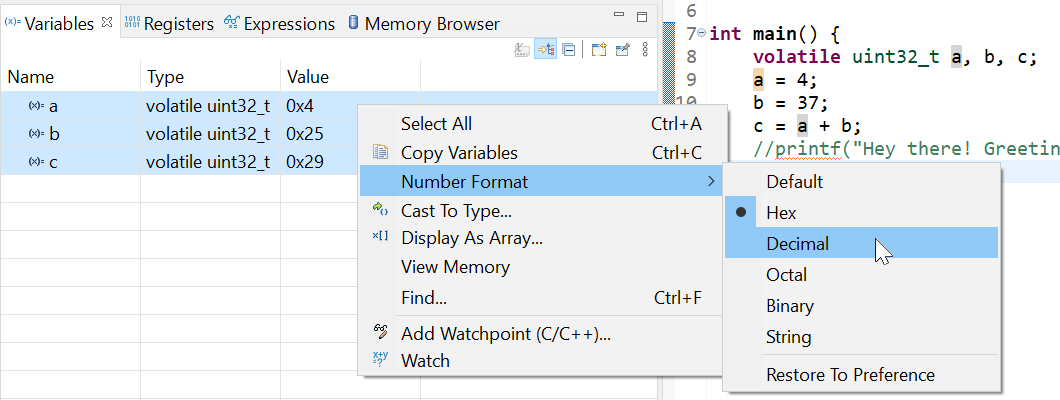 Variables Registers Expressions Memory Browser
Name Type Value
a volatile uint32_t 0x4
b volatile uint32_t 0x25
c volatile uint32_t 0x29
Select All Ctrl+A
Copy Variables Ctrl+C
Number Format
Cast To Type...
Display As Array...
View Memory
Find... Ctrl+F
Add Watchpoint (C/C++)...
Watch
Default
Hex
Decimal
Octal
Binary
String
Restore To Preference
6
7 int main() {
8 volatile uint32_t a, b, c;
9 a = 4;
10 b = 37;
c = a + b;
//printf("Hey there! Greetin